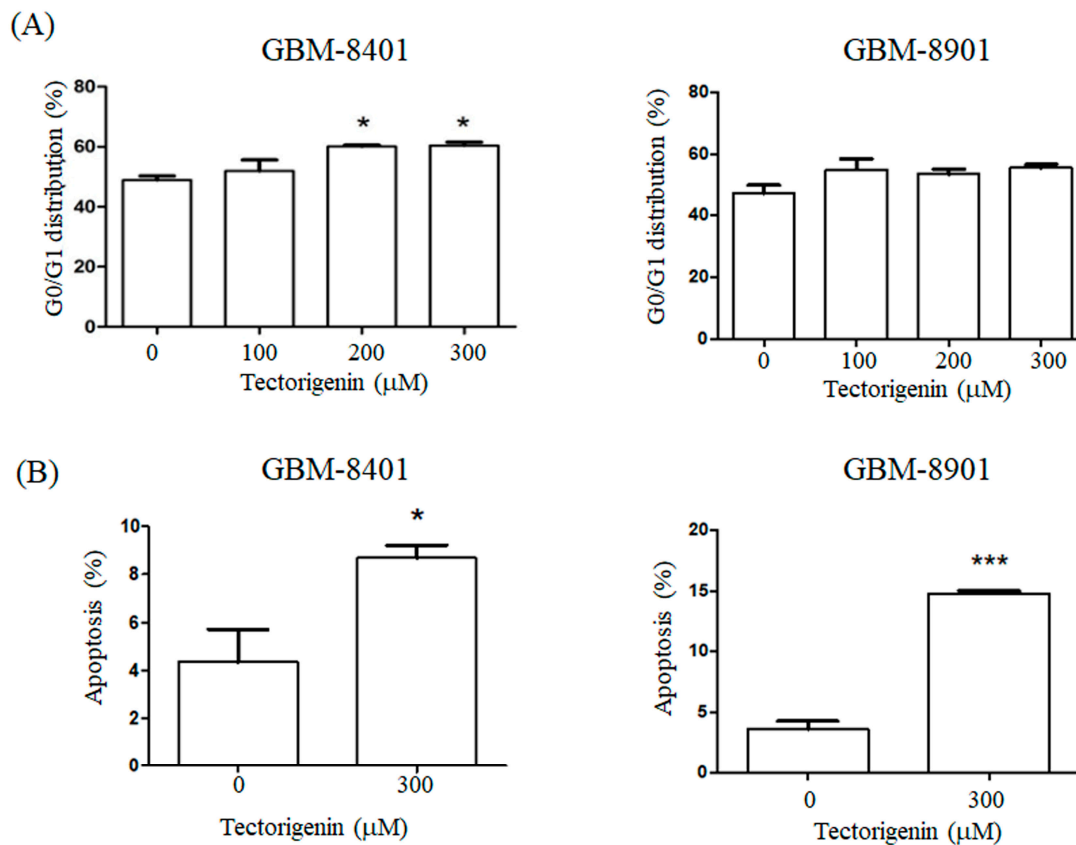 (A)
GBM-8401
G0/G1 distribution (%)
80
60
40
20
0
* *
0 100 200 300
Tectorigenin (µM)
GBM-8901
G0/G1 distribution (%)
80
60
40
20
0
0 100 200 300
Tectorigenin (µM)
(B)
GBM-8401
Apoptosis (%)
10
8
6
4
2
0
*
0 300
Tectorigenin (µM)
GBM-8901
Apoptosis (%)
20
15
10
5
0
***
0 300
Tectorigenin (µM)